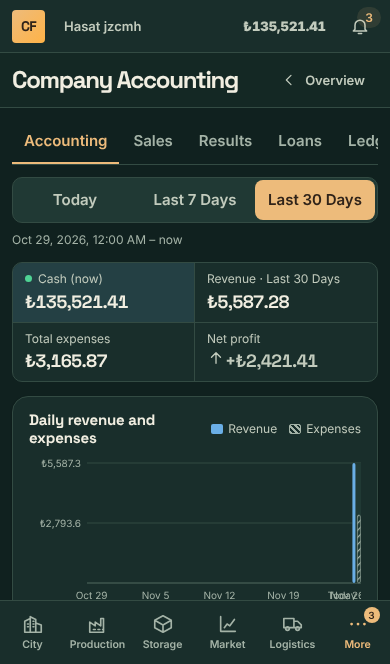 CF Hasat jzcmh ₺135,521.41 3
Company Accounting Overview
Accounting Sales Results Loans Ledg
Today Last 7 Days Last 30 Days
Oct 29, 2026, 12:00 AM – now
Cash (now) Revenue · Last 30 Days
₺135,521.41 ₺5,587.28
Total expenses Net profit
₺3,165.87 +₺2,421.41
Daily revenue and
expenses
Revenue Expenses
₺5,587.3
₺2,793.6
Oct 29 Nov 5 Nov 12 Nov 19 Today
3
City Production Storage Market Logistics More